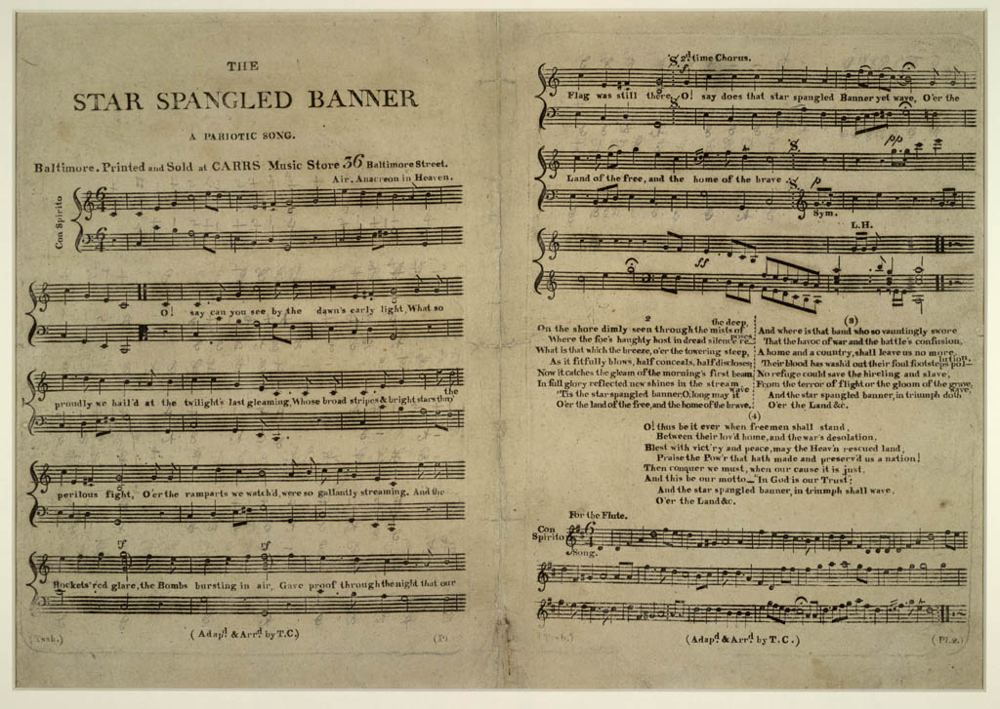 THE
STAR SPANGLED BANNER
A PARIOTIC SONG.
Baltimore. Printed and Sold at CARRS Music Store 36 Baltimore Street.
Air. Anacreon in Heaven.
Con Spirito
O! say can you see by the dawn's early light, What so
proudly we hail'd at the twilight's last gleaming, Whose broad stripes & bright stars thro' the
perilous fight, O'er the ramparts we watch'd, were so gallantly streaming. And the
Rockets' red glare, the Bombs bursting in air, Gave proof through the night that our
(Adapd. & Arrd. by T.C.)
2d. time Chorus.
Flag was still there, O! say does that star spangled Banner yet wave, O'er the
pp
Land of the free, and the home of the brave.
p
Sym.
L.H.
ff
2
On the shore dimly seen through the mists of the deep,
Where the foe's haughty host in dread silence reposes,
What is that which the breeze, o'er the towering steep,
As it fitfully blows, half conceals, half discloses;
Now it catches the gleam of the morning's first beam,
In full glory reflected new shines in the stream,
'Tis the star spangled banner O, long may it wave
O'er the land of the free, and the home of the brave.
(3)
And where is that band who so vauntingly swore
That the havoc of war and the battle's confusion,
A home and a country, shall leave us no more,
Their blood has wash'd out their foul footsteps pollution.
No refuge could save the hireling and slave,
From the terror of flight or the gloom of the grave,
And the star spangled banner, in triumph doth wave,
O'er the Land &c.
(4)
O! thus be it ever when freemen shall stand,
Between their lov'd home, and the war's desolation,
Blest with vict'ry and peace, may the Heav'n rescued land,
Praise the Pow'r that hath made and preserv'd us a nation!
Then conquer we must, when our cause it is just,
And this be our motto_"In God is our Trust;
And the star spangled banner, in triumph shall wave,
O'er the Land &c.
For the Flute.
Con Spirito
Song.
(Adapd. & Arrd. by T.C.)
(Pl.2.)